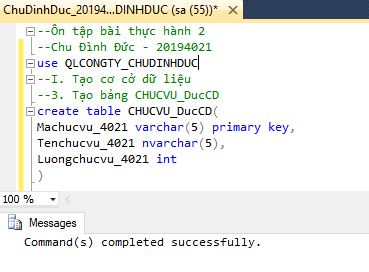 ChuDinhDuc_20194...DINHDUC (sa (55))*
--Ôn tập bài thực hành 2
--Chu Đình Đức - 20194021
use QLCONGTY_CHUDINHDUC
--I. Tạo cơ cở dữ liệu
--3. Tạo bảng CHUCVU_DucCD
create table CHUCVU_DucCD(
Machucvu_4021 varchar(5) primary key,
Tenchucvu_4021 nvarchar(5),
Luongchucvu_4021 int
)
100 %
Messages
Command(s) completed successfully.